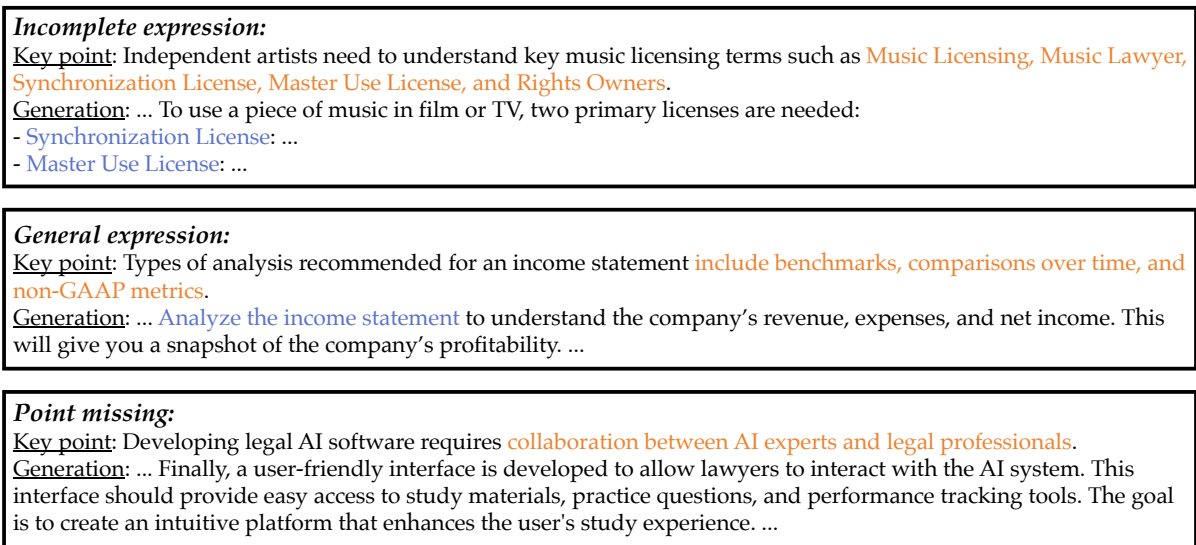 Incomplete expression:
Key point: Independent artists need to understand key music licensing terms such as Music Licensing, Music Lawyer,
Synchronization License, Master Use License, and Rights Owners.
Generation: ... To use a piece of music in film or TV, two primary licenses are needed:
- Synchronization License: ...
- Master Use License: ...
General expression:
Key point: Types of analysis recommended for an income statement include benchmarks, comparisons over time, and
non-GAAP metrics.
Generation: ... Analyze the income statement to understand the company's revenue, expenses, and net income. This
will give you a snapshot of the company's profitability. ...
Point missing:
Key point: Developing legal AI software requires collaboration between AI experts and legal professionals.
Generation: ... Finally, a user-friendly interface is developed to allow lawyers to interact with the AI system. This
interface should provide easy access to study materials, practice questions, and performance tracking tools. The goal
is to create an intuitive platform that enhances the user's study experience. ...